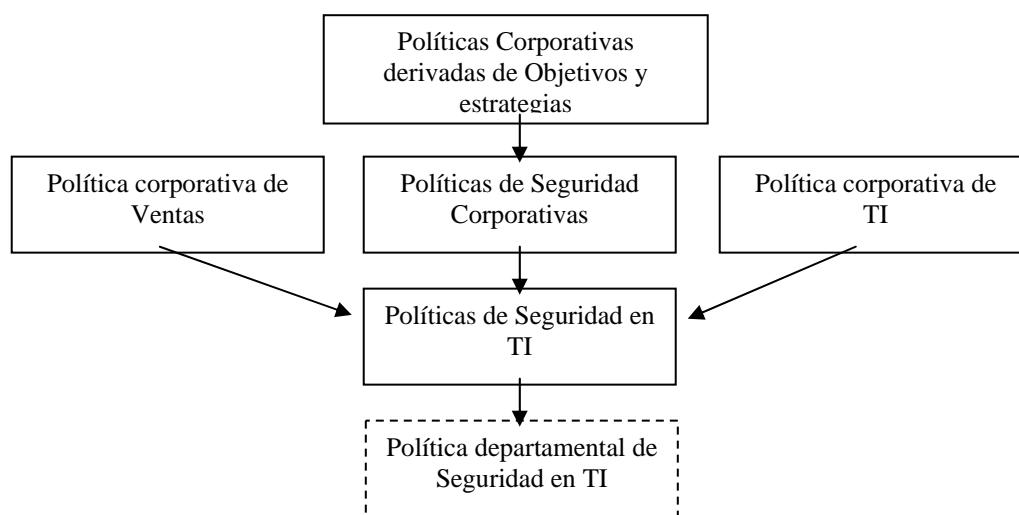 Políticas Corporativas
derivadas de Objetivos y
estrategias
Política corporativa de
Ventas
Políticas de Seguridad
Corporativas
Política corporativa de
TI
Políticas de Seguridad en
TI
Política departamental de
Seguridad en TI